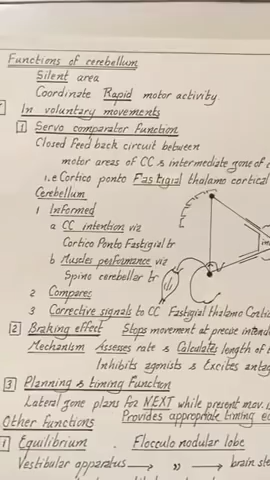 Functions of cerebellum
Silent area
Coordinate Rapid motor activity.
In voluntary movements
1 Servo comparator function
Closed Feed back circuit between
motor areas of CC & intermediate zone of
i.e Cortico ponto Fastigial thalamo cortical
Cerebellum
1 Informed
a CC intention via
Cortico Ponto Fastigial tr
b Muscles performance via
Spino cerebellar tr
2 Compares
3 Corrective signals to CC Fastigial Thalamo
2 Braking effect Stops movement at precise
Mechanism Assesses rate & Calculates length of
Inhibits agonists & Excites
3 Planning & timing Function
Lateral zone plans for NEXT while present mov.
Provides appropriate timing
Other functions
1 Equilibrium Flocculo nodular lobe
Vestibular apparatus → " → brain